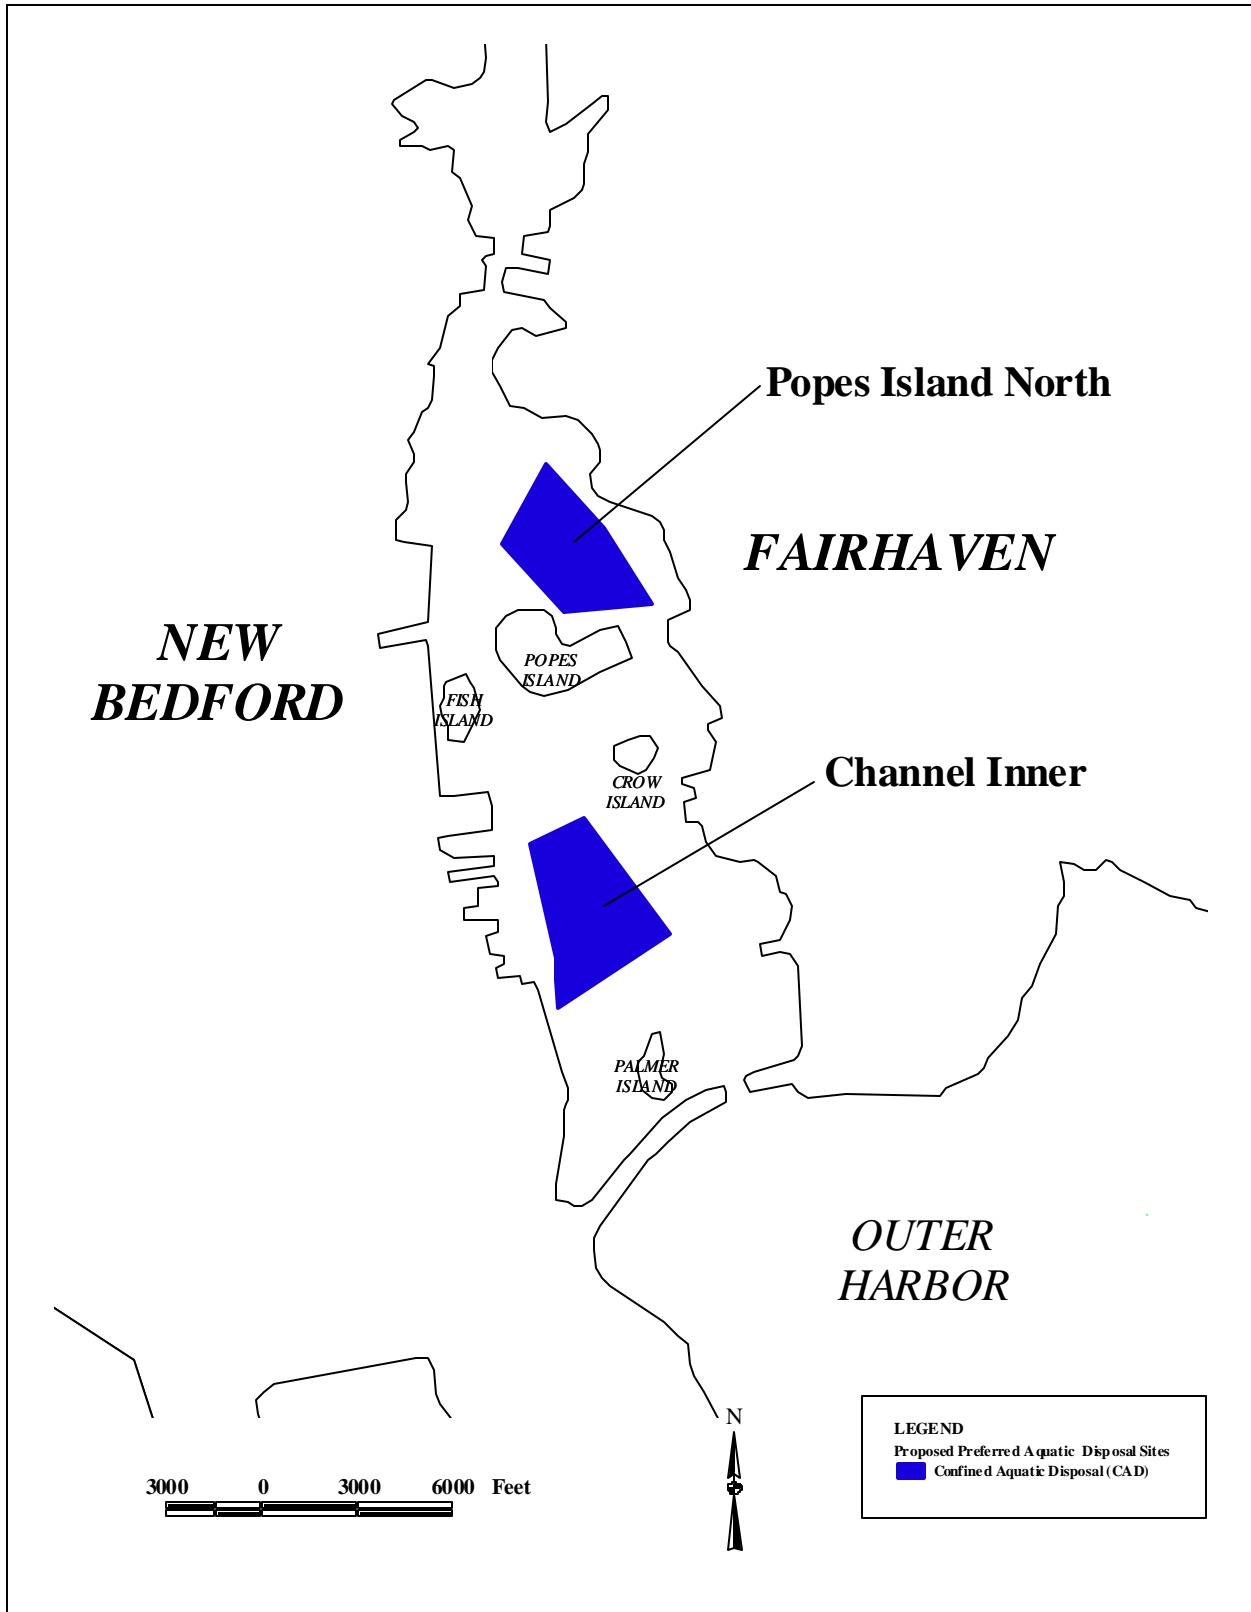 Popes Island North
FAIRHAVEN
NEW
BEDFORD
POPES
ISLAND
FISH
ISLAND
CROW
ISLAND
Channel Inner
PALMER
ISLAND
OUTER
HARBOR
N
3000 0 3000 6000 Feet
LEGEND
Proposed Preferred Aquatic Disposal Sites
Confined Aquatic Disposal (CAD)